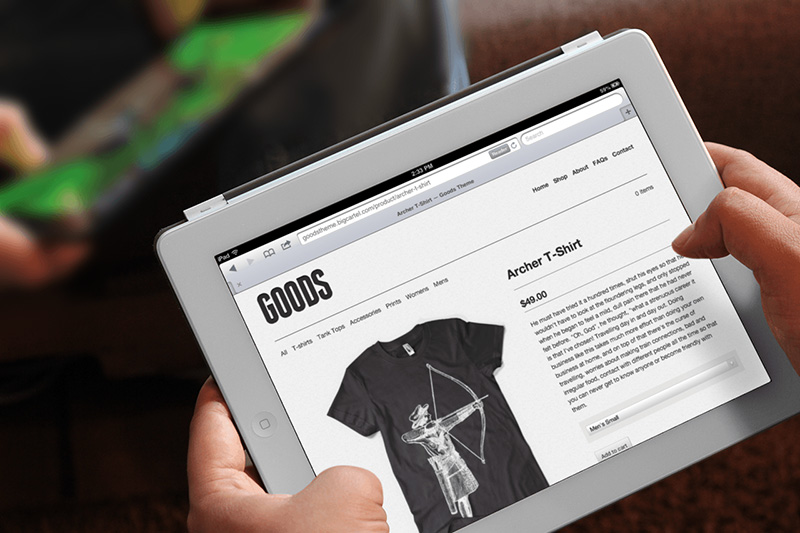 iPad
2:33 PM
59%
goodstheme.bigcartel.com/product/archer-t-shirt
Reader
Search
Archer T-Shirt — Goods Theme
Home Shop About FAQs Contact
0 items
GOODS
All T-shirts Tank Tops Accessories Prints Womens Mens
Archer T-Shirt
$49.00
He must have tried it a hundred times, shut his eyes so that he
wouldn't have to look at the floundering legs, and only stopped
when he began to feel a mild, dull pain there that he had never
felt before. "Oh, God", he thought, "what a strenuous career it
is that I've chosen! Travelling day in and day out. Doing
business like this takes much more effort than doing your own
business at home, and on top of that there's the curse of
travelling, worries about making train connections, bad and
irregular food, contact with different people all the time so that
you can never get to know anyone or become friendly with
them.
Men's Small
Add to cart